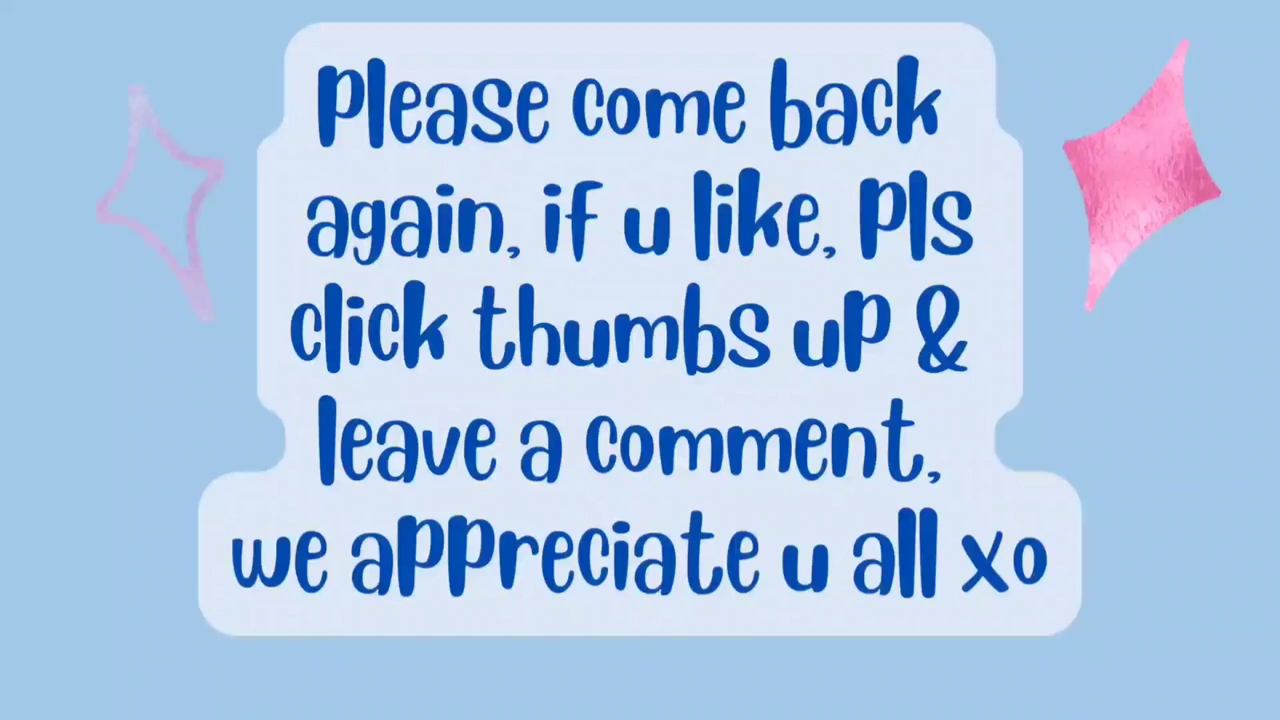 Please come back
again, if u like, pls
click thumbs up &
leave a comment,
we appreciate u all xo